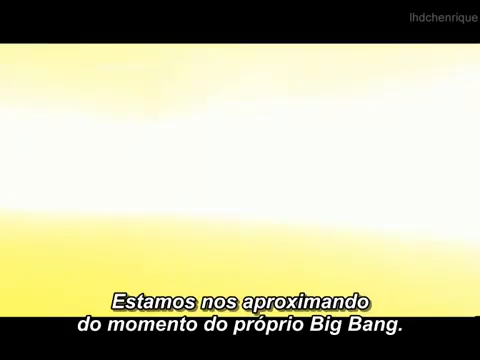 lhdchenrique
Estamos nos aproximando
do momento do próprio Big Bang.